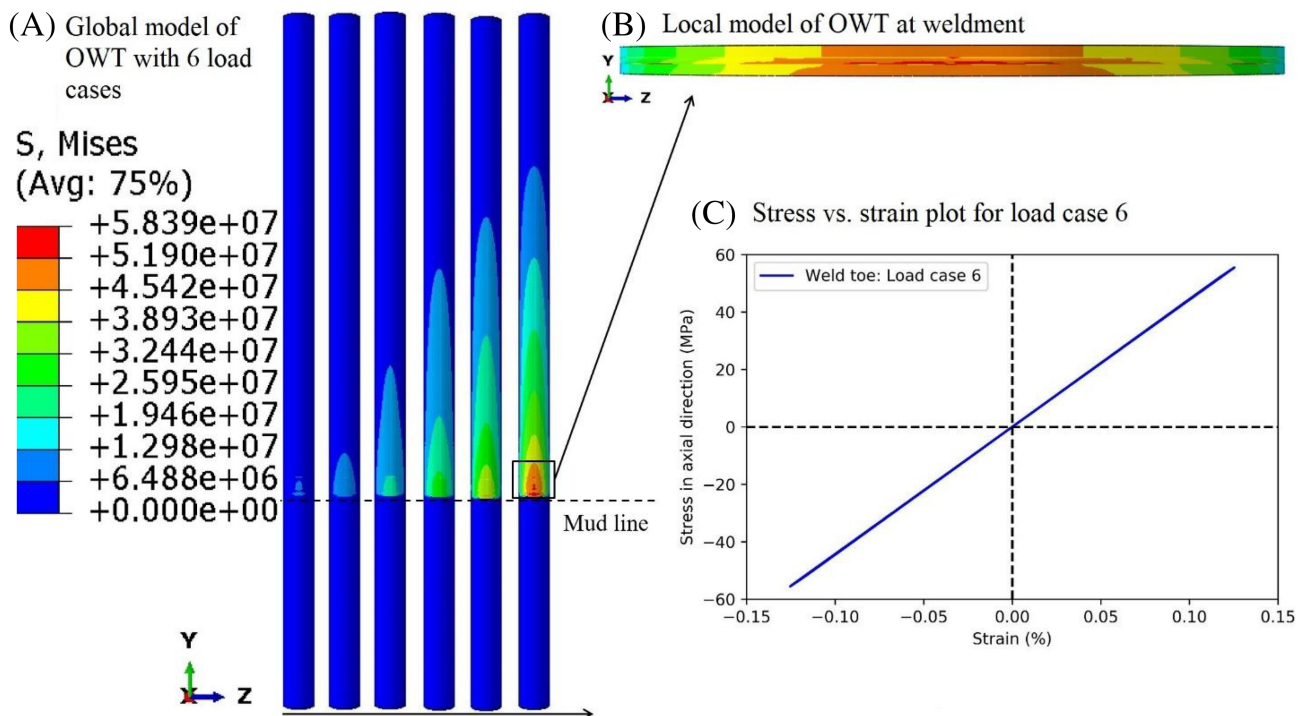 (A) Global model of
OWT with 6 load
cases
S, Mises
(Avg: 75%)
+5.839e+07
+5.190e+07
+4.542e+07
+3.893e+07
+3.244e+07
+2.595e+07
+1.946e+07
+1.298e+07
+6.488e+06
+0.000e+00
Mud line
Y
X
Z
(B) Local model of OWT at weldment
Y
X
Z
(C) Stress vs. strain plot for load case 6
Weld toe: Load case 6
Stress in axial direction (MPa)
60
40
20
0
−20
−40
−60
−0.15 −0.10 −0.05 0.00 0.05 0.10 0.15
Strain (%)